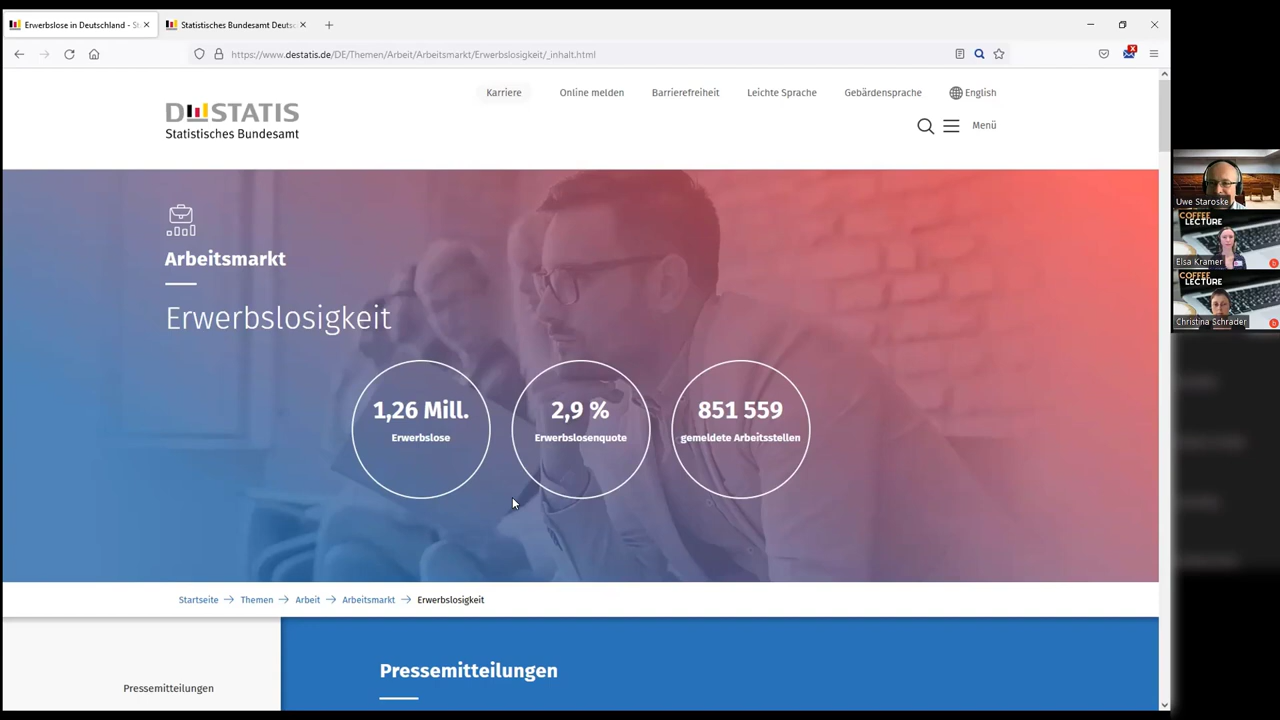 Erwerbslose in Deutschland - St
Statistisches Bundesamt Deutsc
https://www.destatis.de/DE/Themen/Arbeit/Arbeitsmarkt/Erwerbslosigkeit/_inhalt.html
Karriere
Online melden
Barrierefreiheit
Leichte Sprache
Gebärdensprache
English
DESTATIS
Statistisches Bundesamt
Menü
Arbeitsmarkt
Erwerbslosigkeit
1,26 Mill.
Erwerbslose
2,9 %
Erwerbslosenquote
851 559
gemeldete Arbeitsstellen
Startseite → Themen → Arbeit → Arbeitsmarkt → Erwerbslosigkeit
Pressemitteilungen
Pressemitteilungen
Uwe Staroske
COFFEE
LECTURE
Elsa Kramer
COFFEE
LECTURE
Christina Schrader